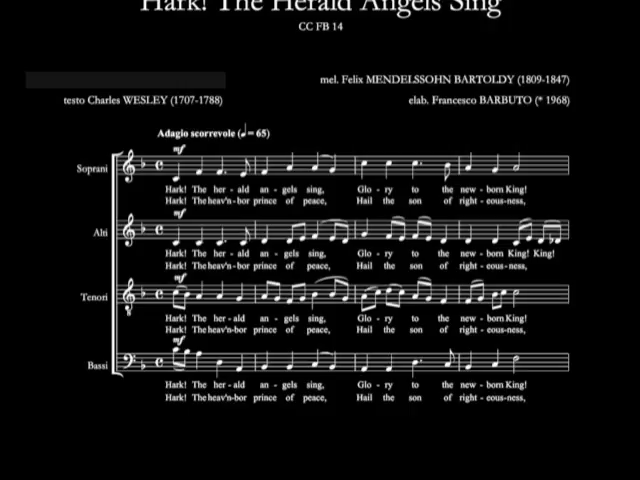 Hark! The Herald Angels Sing
CC FB 14
mel. Felix MENDELSSOHN BARTOLDY (1809-1847)
testo Charles WESLEY (1707-1788)
elab. Francesco BARBUTO (* 1968)
Adagio scorrevole (♩= 65)
mf
Soprani
Hark! The her - ald an - gels sing, Glo - ry to the new - born King!
Hark! The heav'n-bor prince of peace, Hail the son of right - eous-ness,
mf
Alti
Hark! The her - ald an - gels sing, Glo - ry to the new - born King! King!
Hark! The heav'n-bor prince of peace, Hail the son of right - eous-ness,
mf
Tenori
8
Hark! The her - ald an - gels sing, Glo - ry to the new - born King!
Hark! The heav'n-bor prince of peace, Hail the son of right - eous-ness,
mf
Bassi
Hark! The her - ald an - gels sing, Glo - ry to the new - born King!
Hark! The heav'n-bor prince of peace, Hail the son of right - eous-ness,